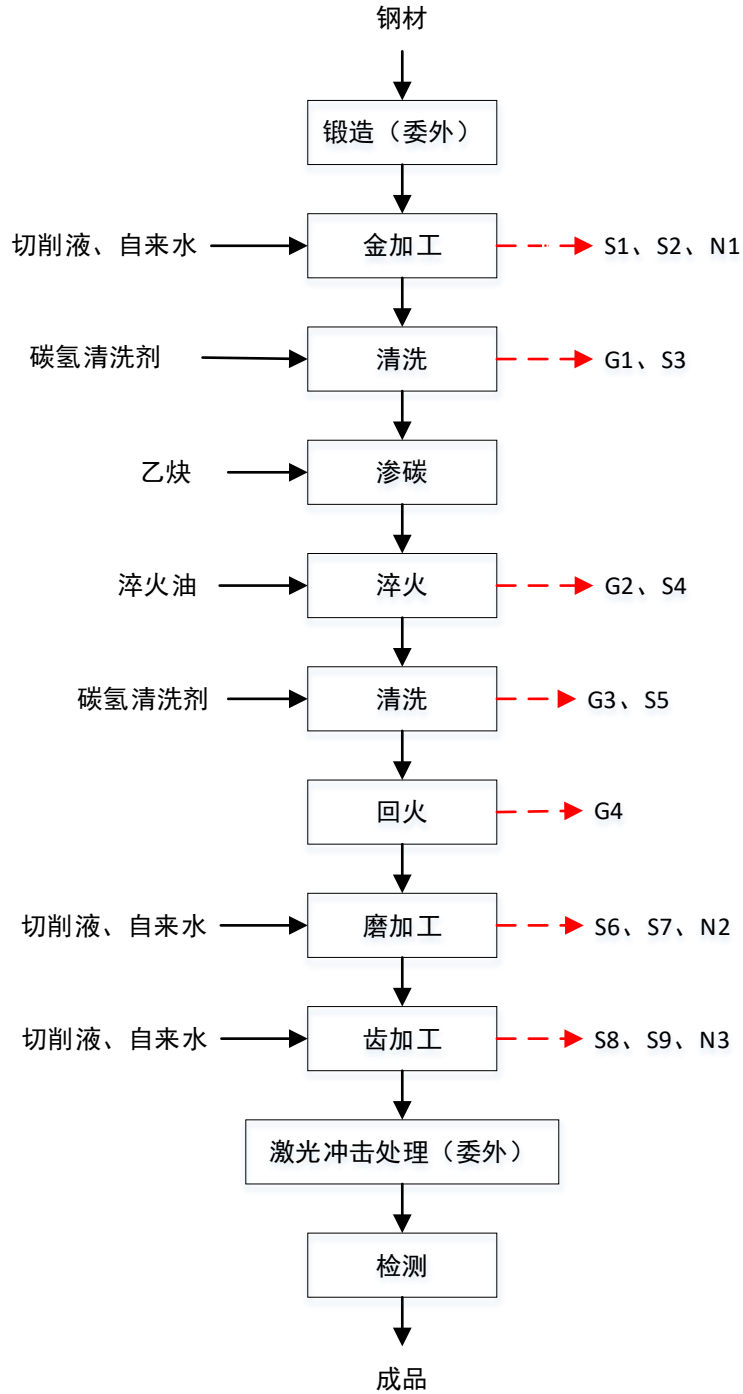 钢材
锻造（委外）
切削液、自来水 金加工 S1、S2、N1
碳氢清洗剂 清洗 G1、S3
乙炔 渗碳
淬火油 淬火 G2、S4
碳氢清洗剂 清洗 G3、S5
回火 G4
切削液、自来水 磨加工 S6、S7、N2
切削液、自来水 齿加工 S8、S9、N3
激光冲击处理（委外）
检测
成品